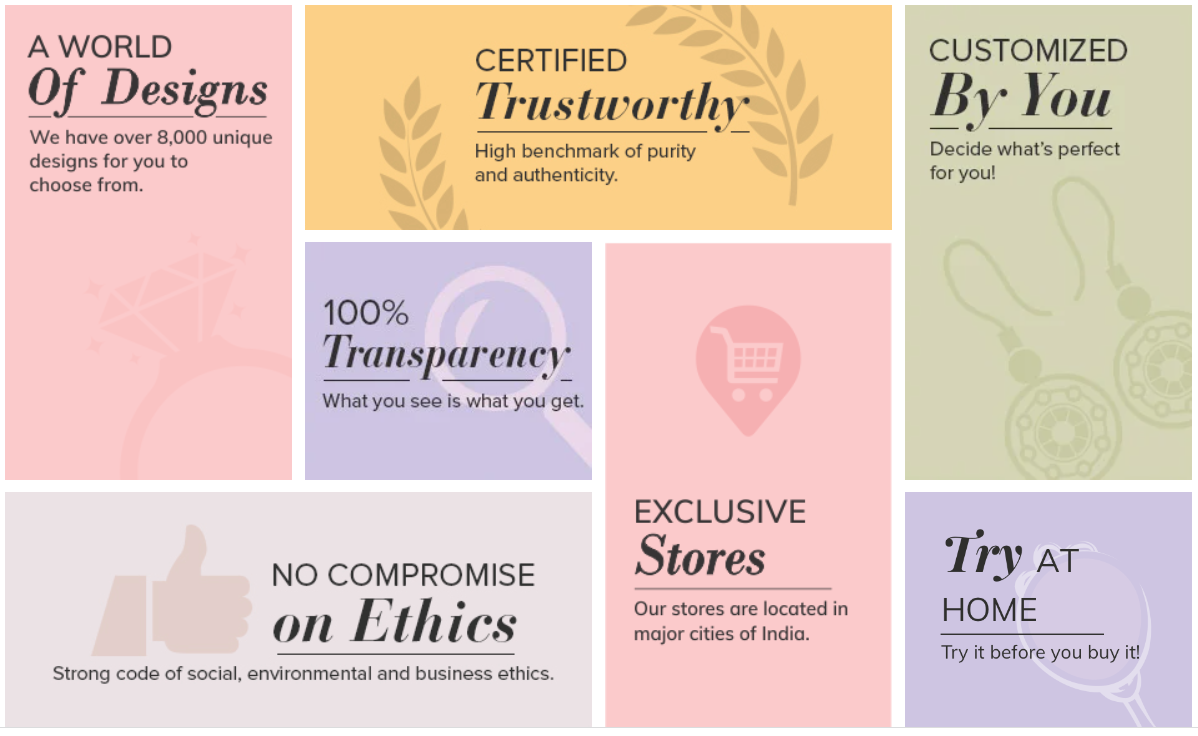 A WORLD
Of Designs
We have over 8,000 unique
designs for you to
choose from.
CERTIFIED
Trustworthy
High benchmark of purity
and authenticity.
CUSTOMIZED
By You
Decide what's perfect
for you!
100%
Transparency
What you see is what you get.
EXCLUSIVE
Stores
Our stores are located in
major cities of India.
NO COMPROMISE
on Ethics
Strong code of social, environmental and business ethics.
Try AT
HOME
Try it before you buy it!